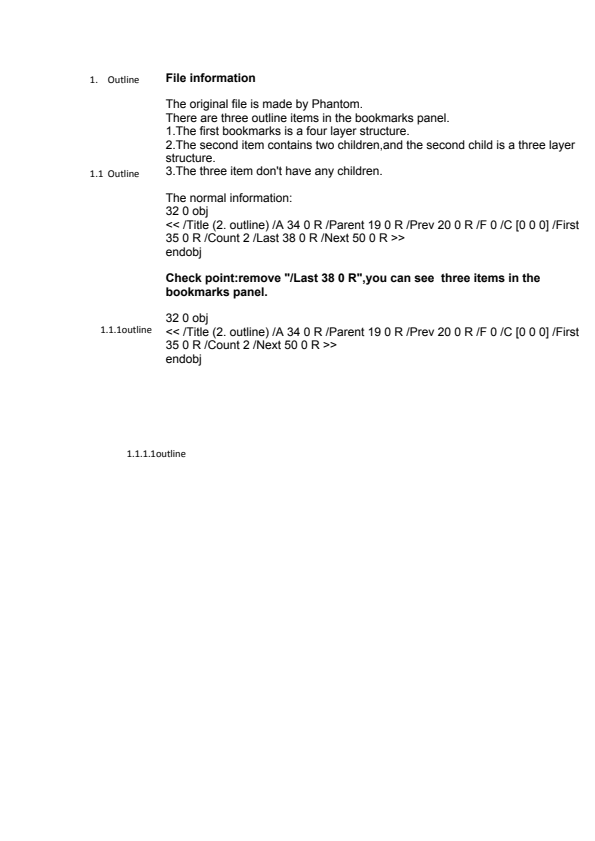 1. Outline
File information
The original file is made by Phantom.
There are three outline items in the bookmarks panel.
1.The first bookmarks is a four layer structure.
2.The second item contains two children,and the second child is a three layer
structure.
1.1 Outline
3.The three item don't have any children.
The normal information:
32 0 obj
<< /Title (2. outline) /A 34 0 R /Parent 19 0 R /Prev 20 0 R /F 0 /C [0 0 0] /First
35 0 R /Count 2 /Last 38 0 R /Next 50 0 R >>
endobj
Check point:remove "/Last 38 0 R",you can see  three items in the
bookmarks panel.
32 0 obj
1.1.1outline
<< /Title (2. outline) /A 34 0 R /Parent 19 0 R /Prev 20 0 R /F 0 /C [0 0 0] /First
35 0 R /Count 2 /Next 50 0 R >>
endobj
1.1.1.1outline